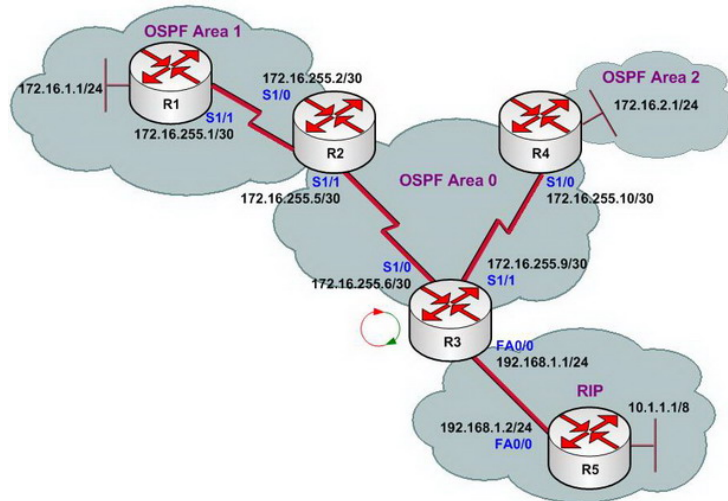 OSPF Area 1
172.16.255.2/30
S1/0
172.16.1.1/24
R1
S1/1
172.16.255.1/30
R2
S1/1
172.16.255.5/30
OSPF Area 2
172.16.2.1/24
R4
S1/0
172.16.255.10/30
OSPF Area 0
S1/0
172.16.255.6/30
172.16.255.9/30
S1/1
R3
FA0/0
192.168.1.1/24
RIP
10.1.1.1/8
192.168.1.2/24
FA0/0
R5